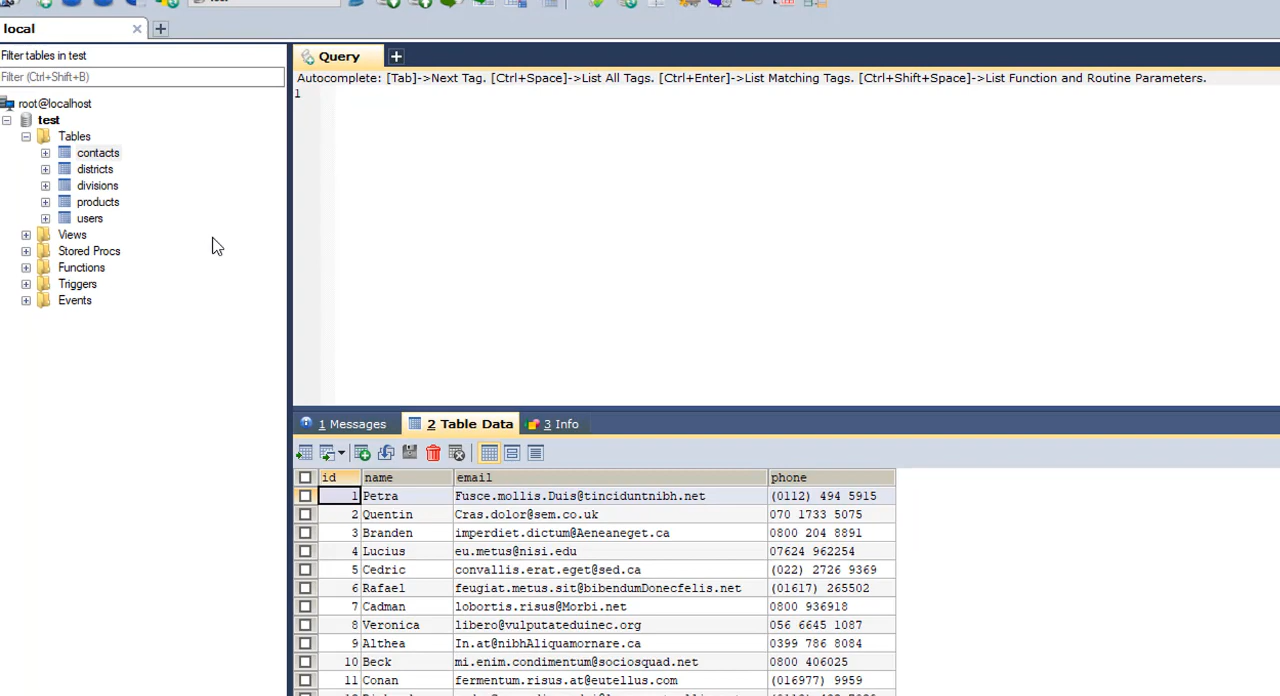 local
Filter tables in test
Filter (Ctrl+Shift+B)
root@localhost
test
Tables
contacts
districts
divisions
products
users
Views
Stored Procs
Functions
Triggers
Events
Query
Autocomplete: [Tab]->Next Tag. [Ctrl+Space]->List All Tags. [Ctrl+Enter]->List Matching Tags. [Ctrl+Shift+Space]->List Function and Routine Parameters.
1
1 Messages 2 Table Data 3 Info
id name email phone
1 Petra Fusce.mollis.Duis@tinciduntnibh.net (0112) 494 5915
2 Quentin Cras.dolor@sem.co.uk 070 1733 5075
3 Branden imperdiet.dictum@Aeneaneget.ca 0800 204 8891
4 Lucius eu.metus@nisi.edu 07624 962254
5 Cedric convallis.erat.eget@sed.ca (022) 2726 9369
6 Rafael feugiat.metus.sit@bibendumDonecfelis.net (01617) 265502
7 Cadman lobortis.risus@Morbi.net 0800 936918
8 Veronica libero@vulputateduinec.org 056 6645 1087
9 Althea In.at@nibhAliquamornare.ca 0399 786 8084
10 Beck mi.enim.condimentum@sociosquad.net 0800 406025
11 Conan fermentum.risus.at@eutellus.com (016977) 9959